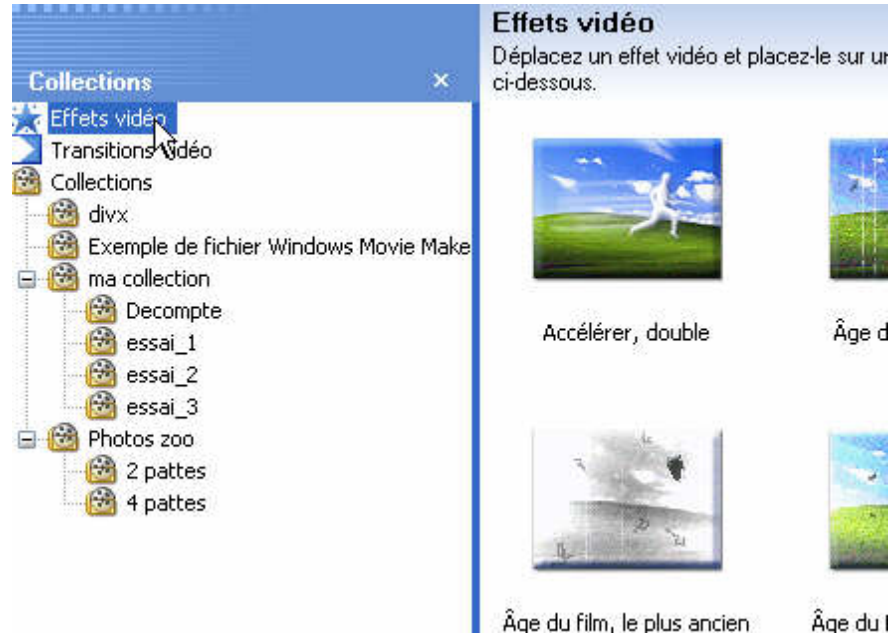 Collections
Effets vidéo
Transitions vidéo
Collections
divx
Exemple de fichier Windows Movie Make
ma collection
Decompte
essai_1
essai_2
essai_3
Photos zoo
2 pattes
4 pattes
Effets vidéo
Déplacez un effet vidéo et placez-le sur un
ci-dessous.
Accélérer, double
Âge d
Âge du film, le plus ancien
Âge du